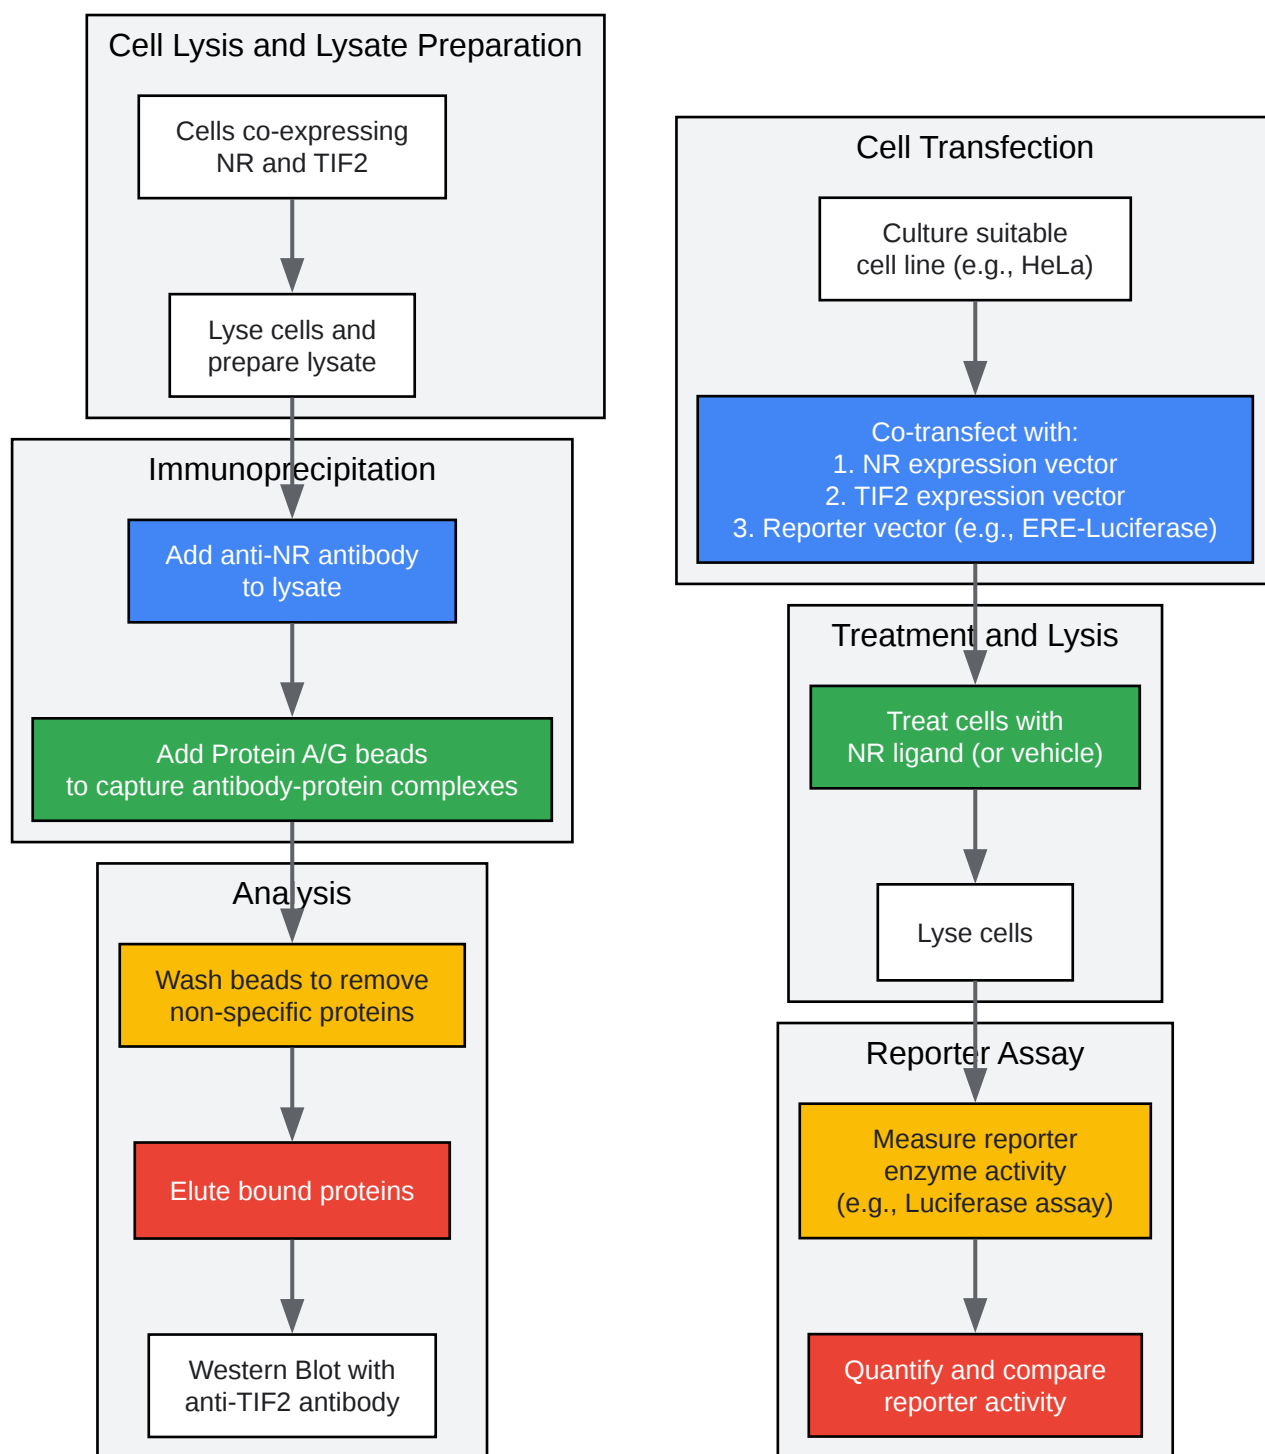 Cell Lysis and Lysate Preparation
Cells co-expressing
NR and TIF2
Lyse cells and
prepare lysate
Immunoprecipitation
Add anti-NR antibody
to lysate
Add Protein A/G beads
to capture antibody-protein complexes
Analysis
Wash beads to remove
non-specific proteins
Elute bound proteins
Western Blot with
anti-TIF2 antibody
Cell Transfection
Culture suitable
cell line (e.g., HeLa)
Co-transfect with:
1. NR expression vector
2. TIF2 expression vector
3. Reporter vector (e.g., ERE-Luciferase)
Treatment and Lysis
Treat cells with
NR ligand (or vehicle)
Lyse cells
Reporter Assay
Measure reporter
enzyme activity
(e.g., Luciferase assay)
Quantify and compare
reporter activity